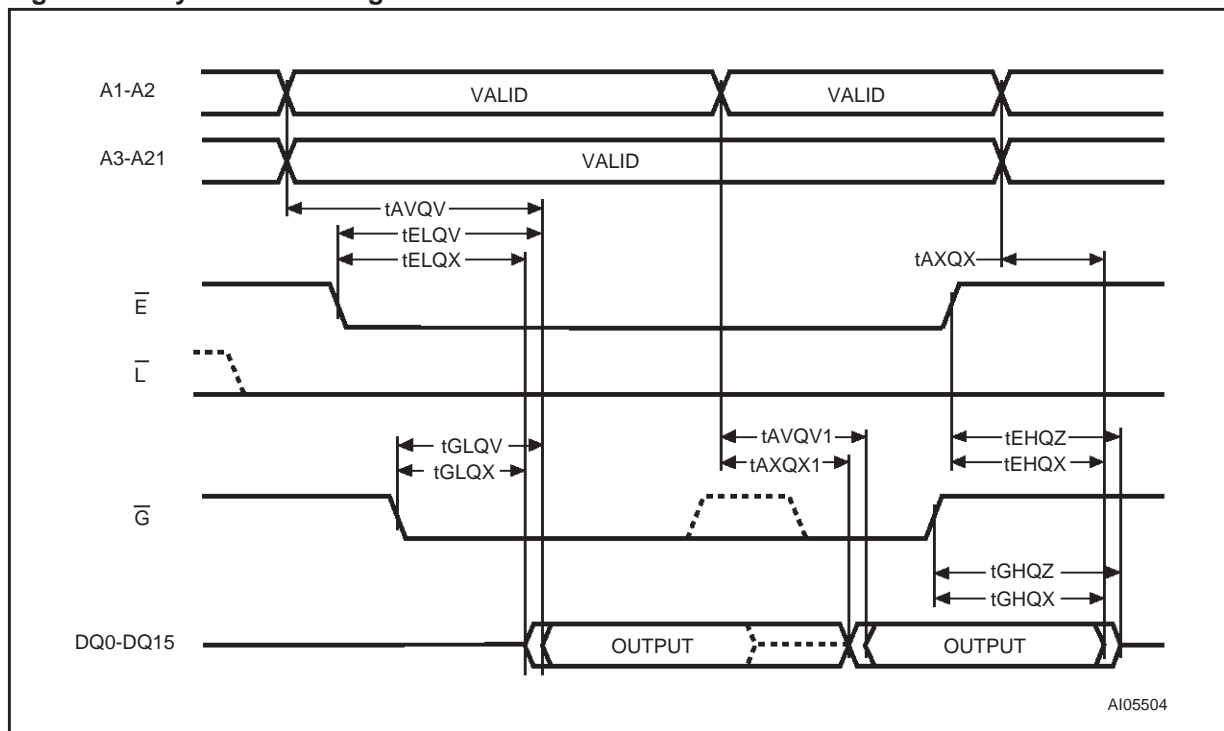 A1-A2
VALID
VALID
A3-A21
VALID
tAVQV
tELQV
tELQX
tAXQX
E
L
tGLQV
tAVQV1
tEHQZ
tGLQX
tAXQX1
tEHQX
G
tGHQZ
tGHQX
DQ0-DQ15
OUTPUT
OUTPUT
AI05504